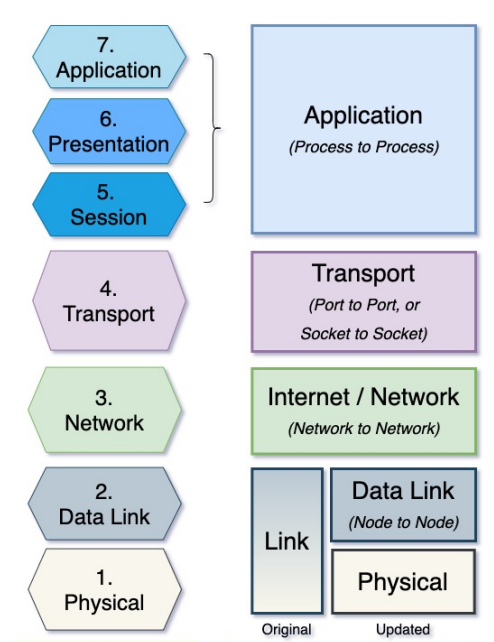 7.
Application
6.
Presentation
5.
Session
4.
Transport
3.
Network
2.
Data Link
1.
Physical
Application
(Process to Process)
Transport
(Port to Port, or
Socket to Socket)
Internet / Network
(Network to Network)
Link
Data Link
(Node to Node)
Physical
Original
Updated